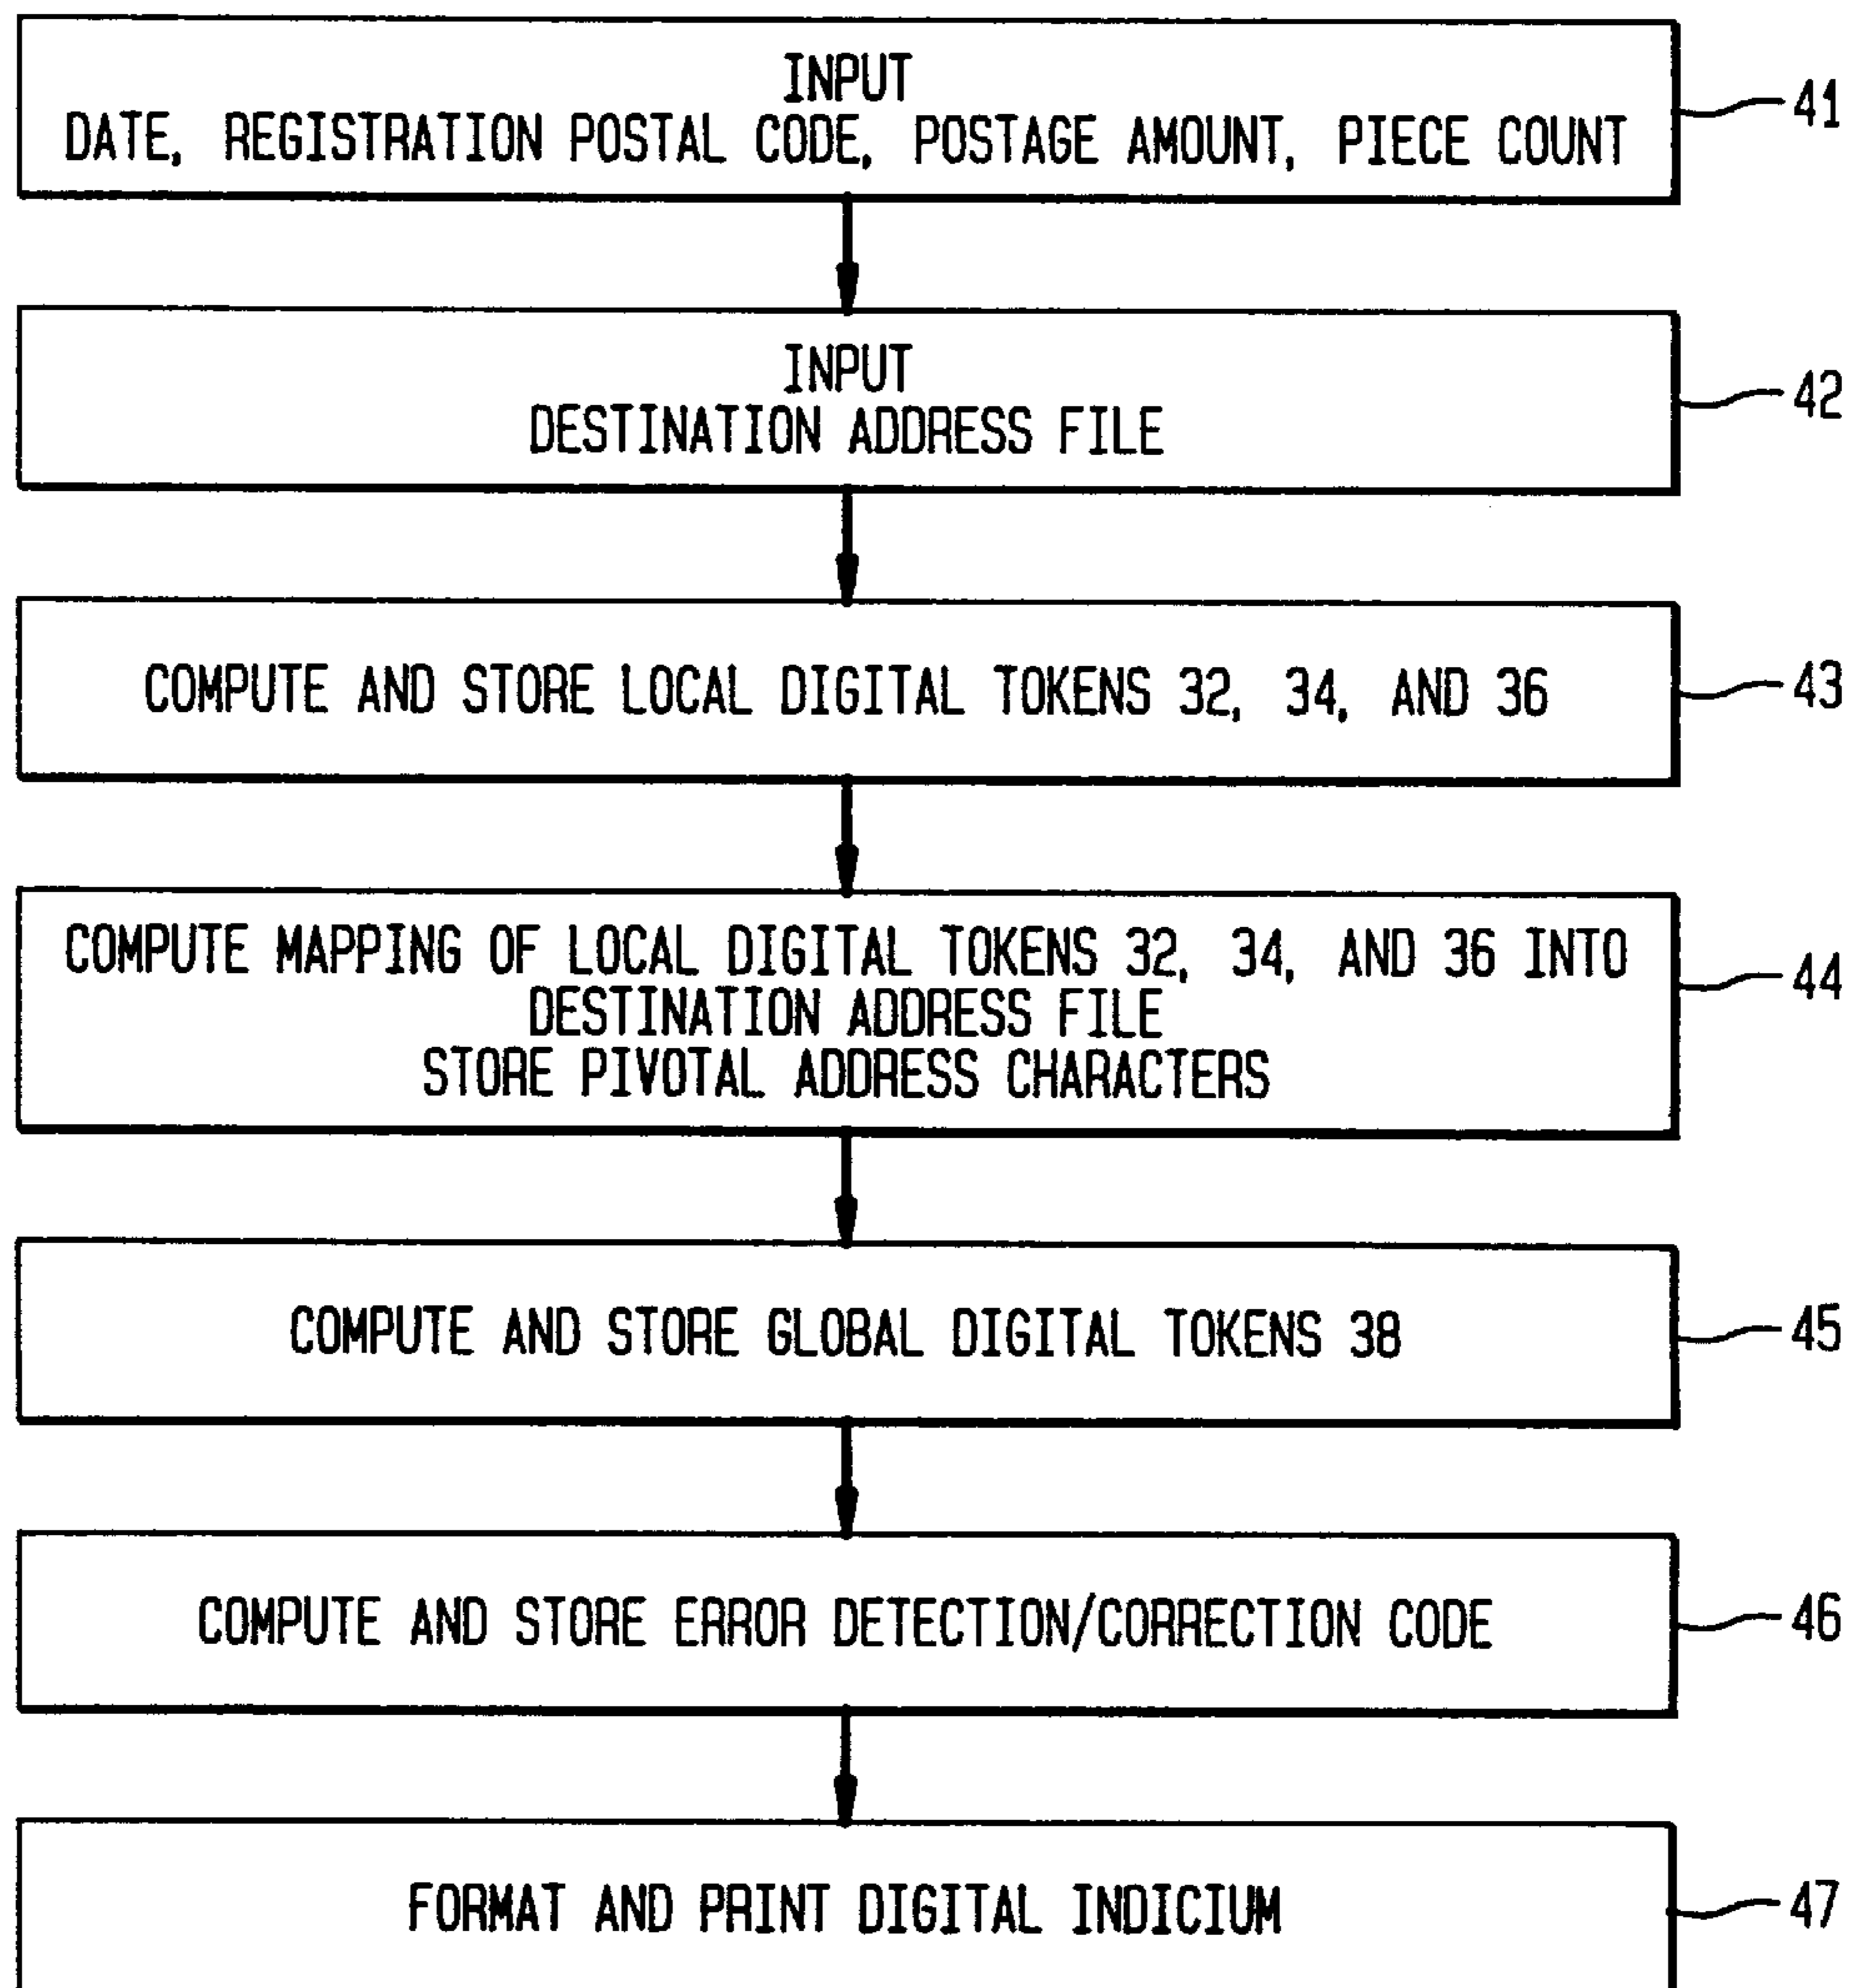 INPUT
DATE, REGISTRATION POSTAL CODE, POSTAGE AMOUNT, PIECE COUNT
41
INPUT
DESTINATION ADDRESS FILE
42
COMPUTE AND STORE LOCAL DIGITAL TOKENS 32, 34, AND 36
43
COMPUTE MAPPING OF LOCAL DIGITAL TOKENS 32, 34, AND 36 INTO
DESTINATION ADDRESS FILE
STORE PIVOTAL ADDRESS CHARACTERS
44
COMPUTE AND STORE GLOBAL DIGITAL TOKENS 38
45
COMPUTE AND STORE ERROR DETECTION/CORRECTION CODE
46
FORMAT AND PRINT DIGITAL INDICIUM
47